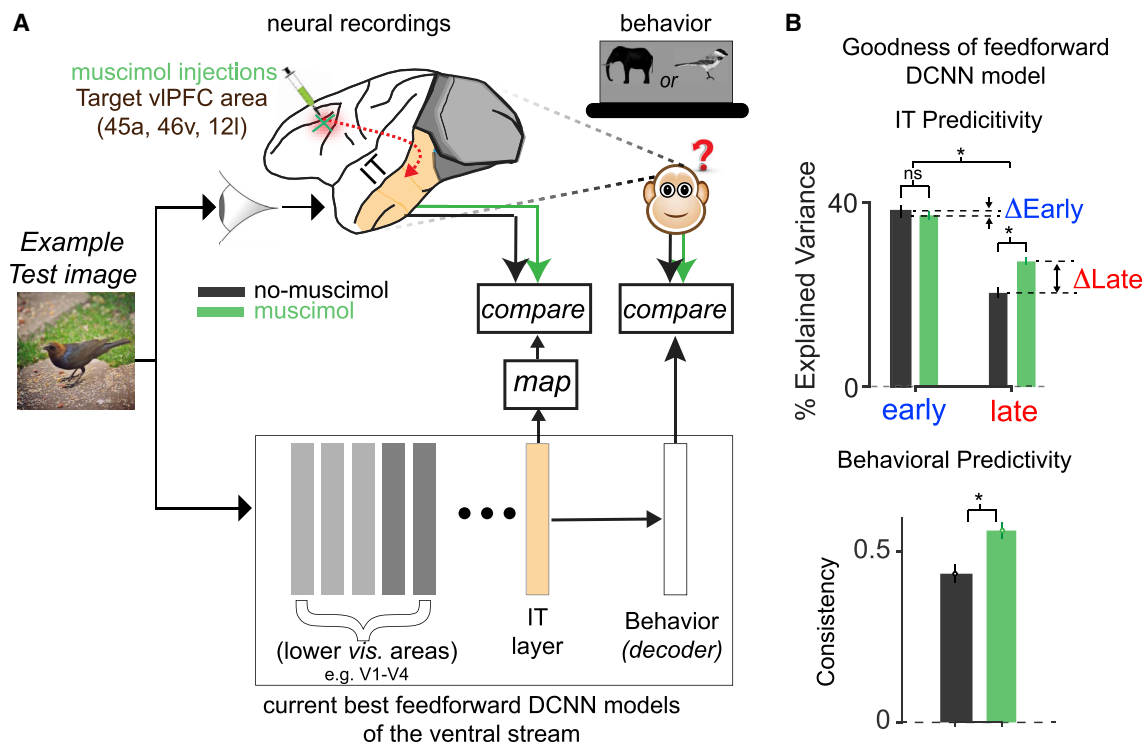 A
neural recordings
behavior
muscimol injections
Target vlPFC area
(45a, 46v, 12l)
or
IT
?
Example
Test image
no-muscimol
muscimol
compare
compare
map
(lower vis. areas)
e.g. V1-V4
IT
layer
Behavior
(decoder)
current best feedforward DCNN models
of the ventral stream
B
Goodness of feedforward
DCNN model
IT Predicitivity
*
ns
40
ΔEarly
*
ΔLate
% Explained Variance
0
early
late
Behavioral Predictivity
*
0.5
Consistency
0